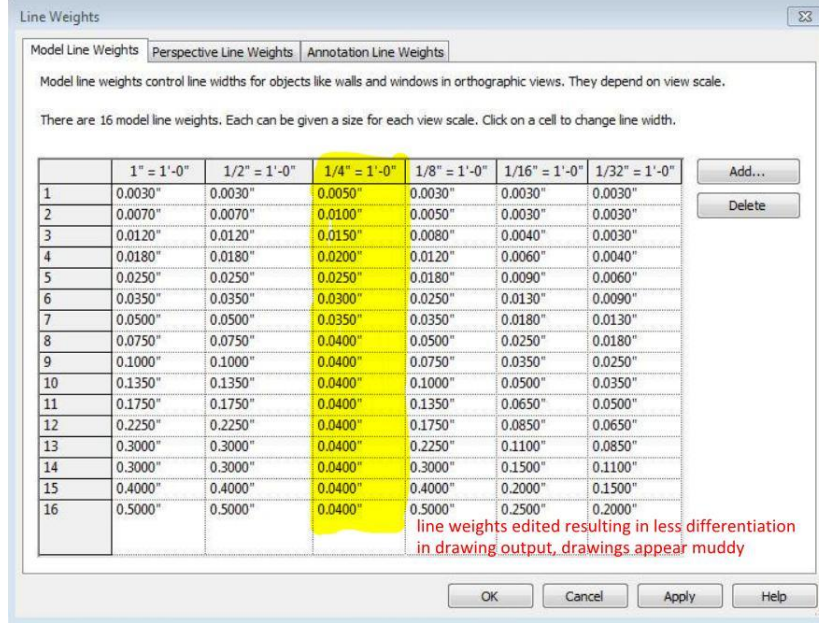 Line Weights
Model Line Weights Perspective Line Weights Annotation Line Weights
Model line weights control line widths for objects like walls and windows in orthographic views. They depend on view scale.
There are 16 model line weights. Each can be given a size for each view scale. Click on a cell to change line width.
1" = 1'-0" 1/2" = 1'-0" 1/4" = 1'-0" 1/8" = 1'-0" 1/16" = 1'-0" 1/32" = 1'-0" Add...
1 0.0030" 0.0030" 0.0050" 0.0030" 0.0030" 0.0030"
Delete
2 0.0070" 0.0070" 0.0100" 0.0050" 0.0030" 0.0030"
3 0.0120" 0.0120" 0.0150" 0.0080" 0.0040" 0.0030"
4 0.0180" 0.0180" 0.0200" 0.0120" 0.0060" 0.0040"
5 0.0250" 0.0250" 0.0250" 0.0180" 0.0090" 0.0060"
6 0.0350" 0.0350" 0.0300" 0.0250" 0.0130" 0.0090"
7 0.0500" 0.0500" 0.0350" 0.0350" 0.0180" 0.0130"
8 0.0750" 0.0750" 0.0400" 0.0500" 0.0250" 0.0180"
9 0.1000" 0.1000" 0.0400" 0.0750" 0.0350" 0.0250"
10 0.1350" 0.1350" 0.0400" 0.1000" 0.0500" 0.0350"
11 0.1750" 0.1750" 0.0400" 0.1350" 0.0650" 0.0500"
12 0.2250" 0.2250" 0.0400" 0.1750" 0.0850" 0.0650"
13 0.3000" 0.3000" 0.0400" 0.2250" 0.1100" 0.0850"
14 0.3000" 0.3000" 0.0400" 0.3000" 0.1500" 0.1100"
15 0.4000" 0.4000" 0.0400" 0.4000" 0.2000" 0.1500"
16 0.5000" 0.5000" 0.0400" 0.5000" 0.2500" 0.2000"
line weights edited resulting in less differentiation
in drawing output, drawings appear muddy
OK Cancel Apply Help